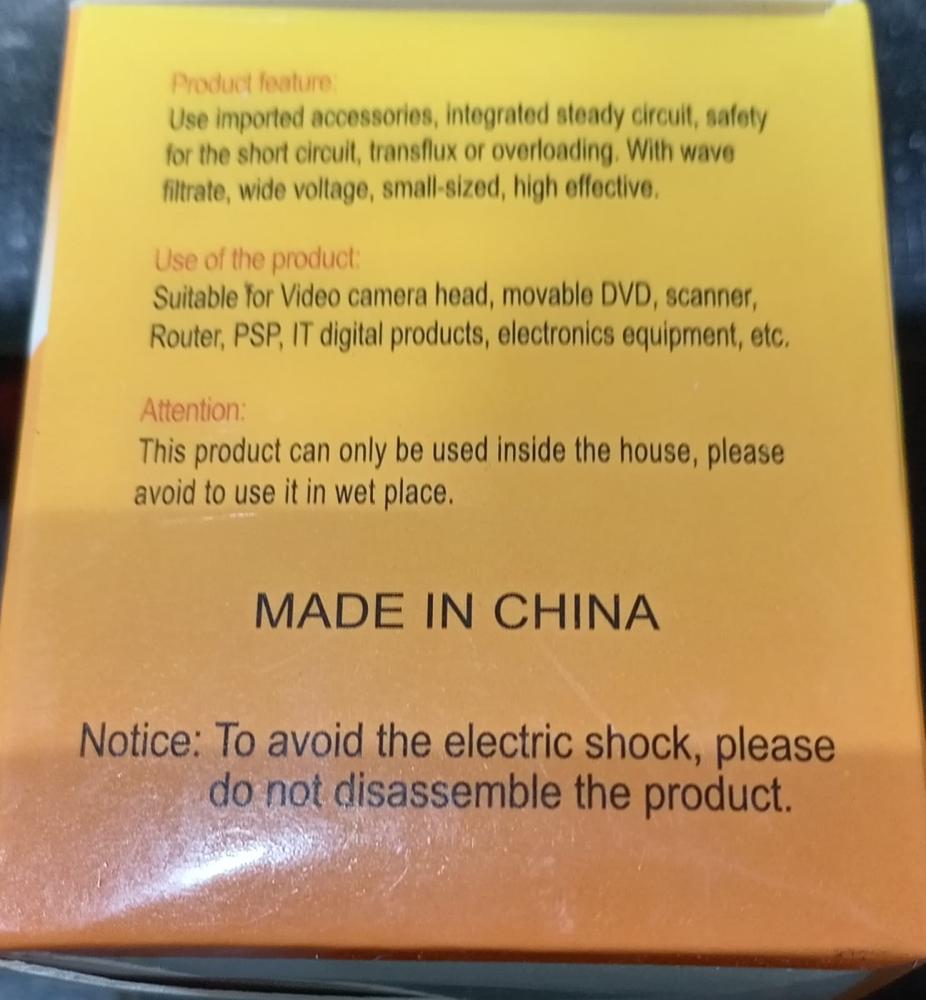 Product feature:
Use imported accessories, integrated steady circuit, safety
for the short circuit, transflux or overloading. With wave
filtrate, wide voltage, small-sized, high effective.
Use of the product:
Suitable for Video camera head, movable DVD, scanner,
Router, PSP, IT digital products, electronics equipment, etc.
Attention:
This product can only be used inside the house, please
avoid to use it in wet place.
MADE IN CHINA
Notice: To avoid the electric shock, please
do not disassemble the product.